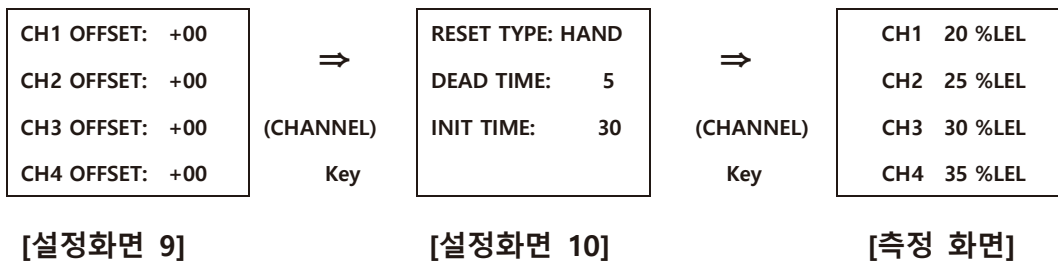 CH1 OFFSET: +00
CH2 OFFSET: +00
CH3 OFFSET: +00
CH4 OFFSET: +00
[설정화면 9]
⇒
(CHANNEL)
Key
RESET TYPE: HAND
DEAD TIME: 5
INIT TIME: 30
[설정화면 10]
⇒
(CHANNEL)
Key
CH1 20 %LEL
CH2 25 %LEL
CH3 30 %LEL
CH4 35 %LEL
[측정 화면]